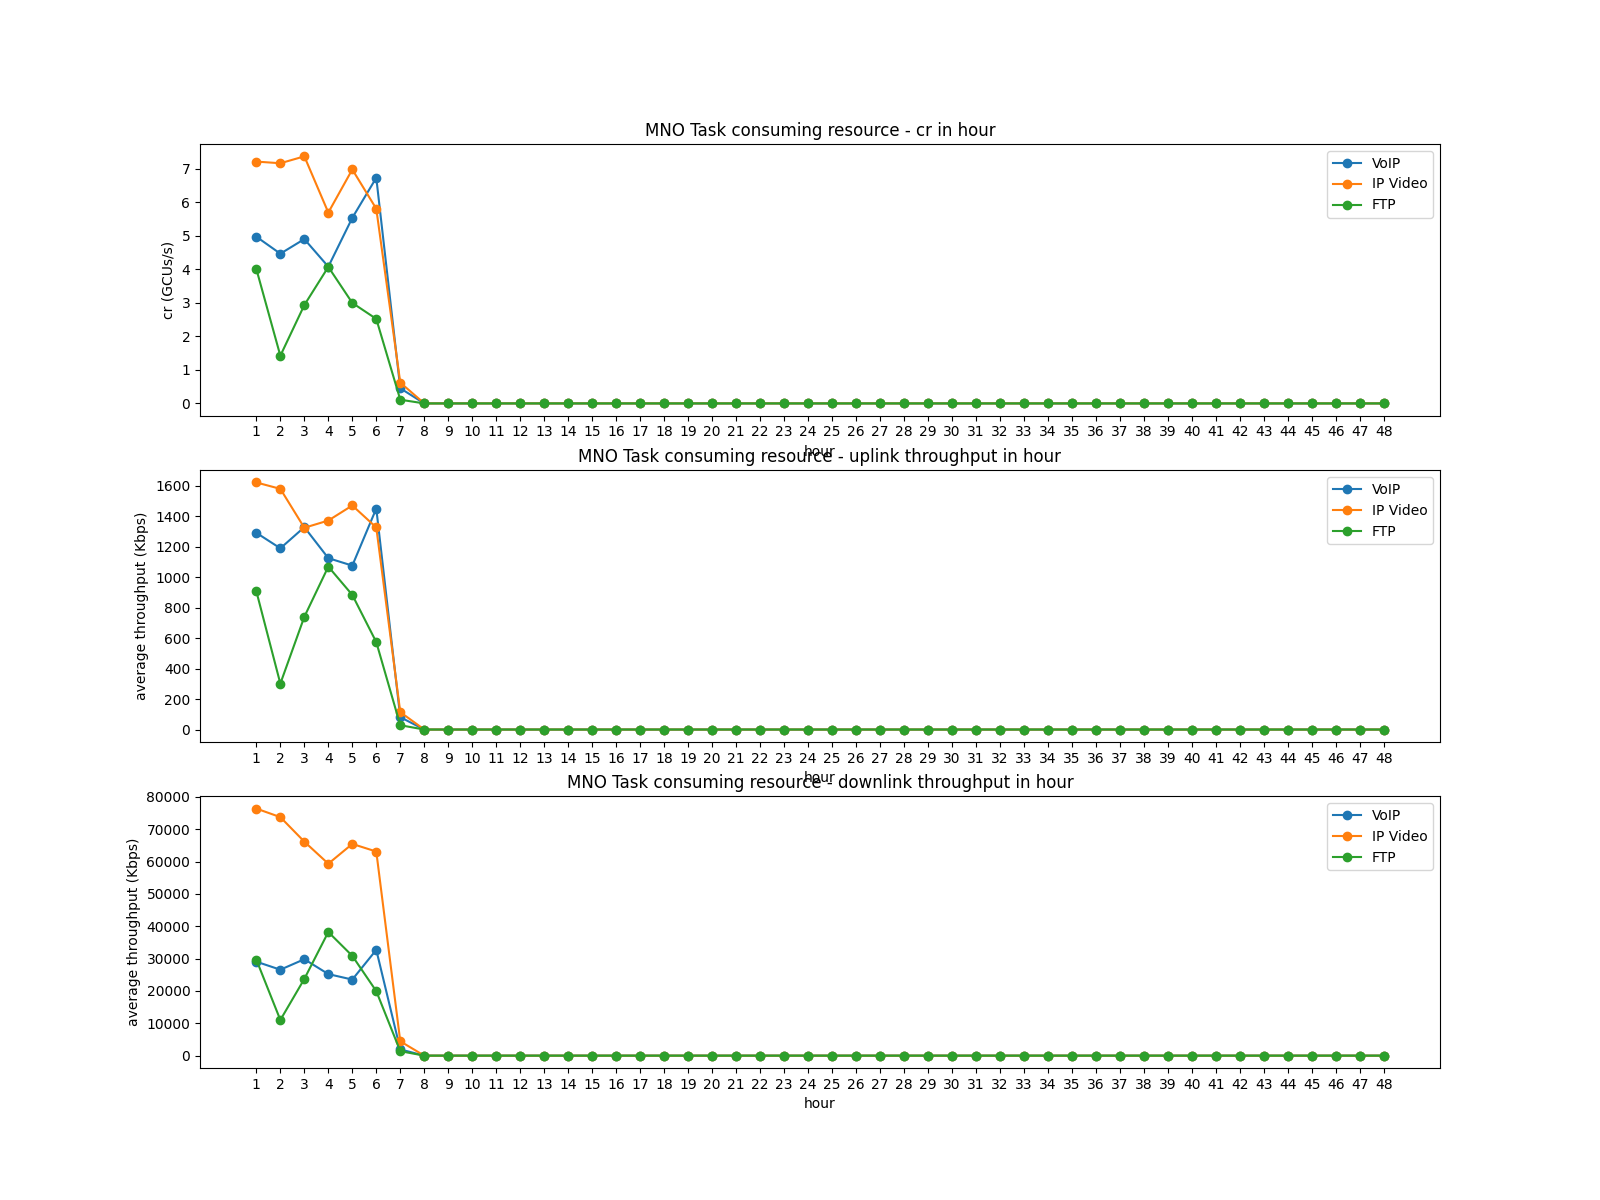 MNO Task consuming resource - cr in hour
cr (GCUs/s)
7
6
5
4
3
2
1
0
VoIP
IP Video
FTP
1 2 3 4 5 6 7 8 9 10 11 12 13 14 15 16 17 18 19 20 21 22 23 24 25 26 27 28 29 30 31 32 33 34 35 36 37 38 39 40 41 42 43 44 45 46 47 48
hour
MNO Task consuming resource - uplink throughput in hour
average throughput (Kbps)
1600
1400
1200
1000
800
600
400
200
0
VoIP
IP Video
FTP
1 2 3 4 5 6 7 8 9 10 11 12 13 14 15 16 17 18 19 20 21 22 23 24 25 26 27 28 29 30 31 32 33 34 35 36 37 38 39 40 41 42 43 44 45 46 47 48
hour
MNO Task consuming resource - downlink throughput in hour
average throughput (Kbps)
80000
70000
60000
50000
40000
30000
20000
10000
0
VoIP
IP Video
FTP
1 2 3 4 5 6 7 8 9 10 11 12 13 14 15 16 17 18 19 20 21 22 23 24 25 26 27 28 29 30 31 32 33 34 35 36 37 38 39 40 41 42 43 44 45 46 47 48
hour